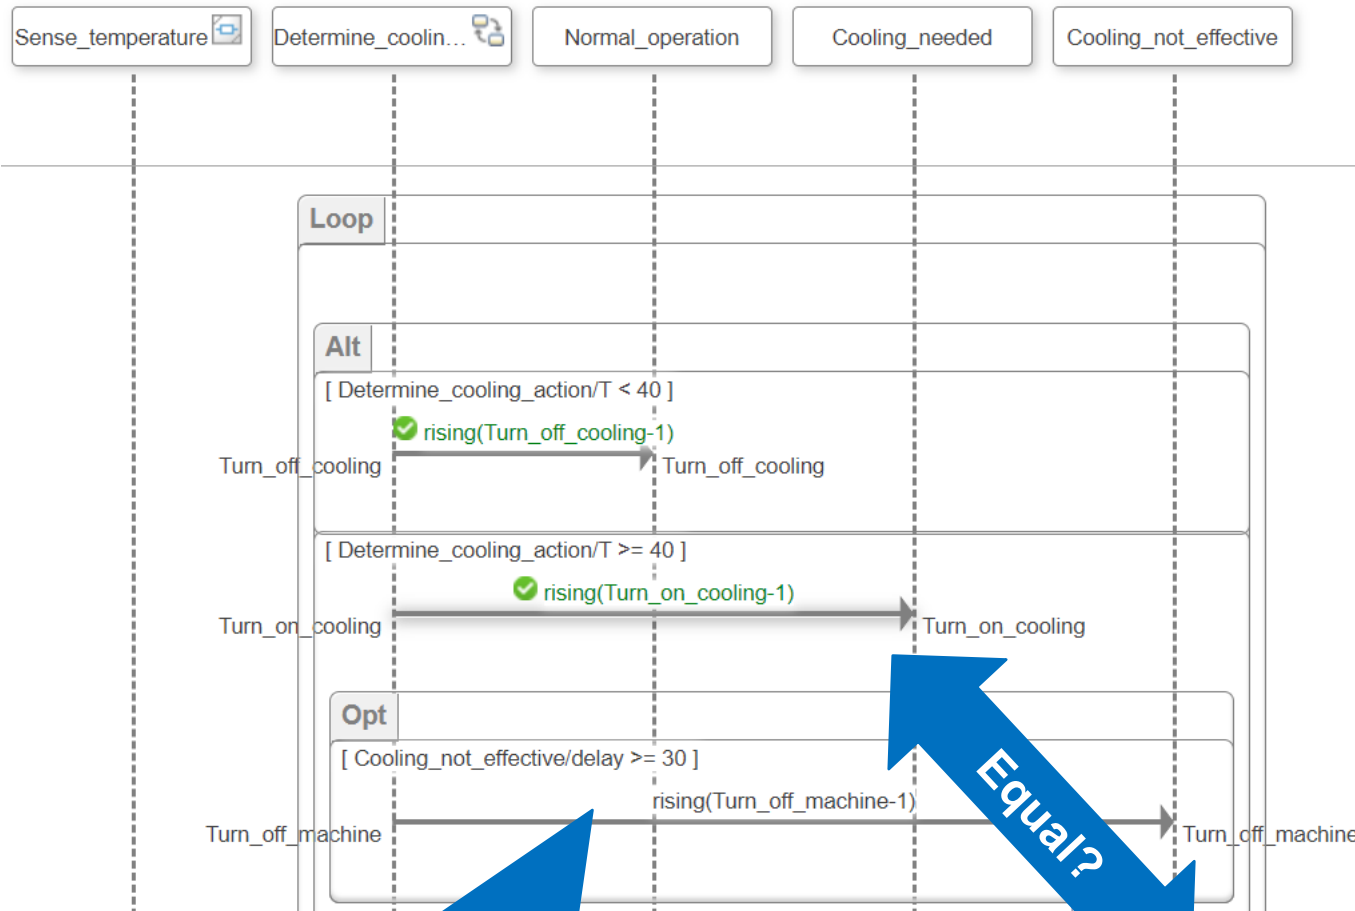 Sense_temperature
Determine_coolin...
Normal_operation
Cooling_needed
Cooling_not_effective
Loop
Alt
[ Determine_cooling_action/T < 40 ]
rising(Turn_off_cooling-1)
Turn_off_cooling
Turn_off_cooling
[ Determine_cooling_action/T >= 40 ]
rising(Turn_on_cooling-1)
Turn_on_cooling
Turn_on_cooling
Opt
[ Cooling_not_effective/delay >= 30 ]
rising(Turn_off_machine-1)
Turn_off_machine
Turn_off_machine
Equal?